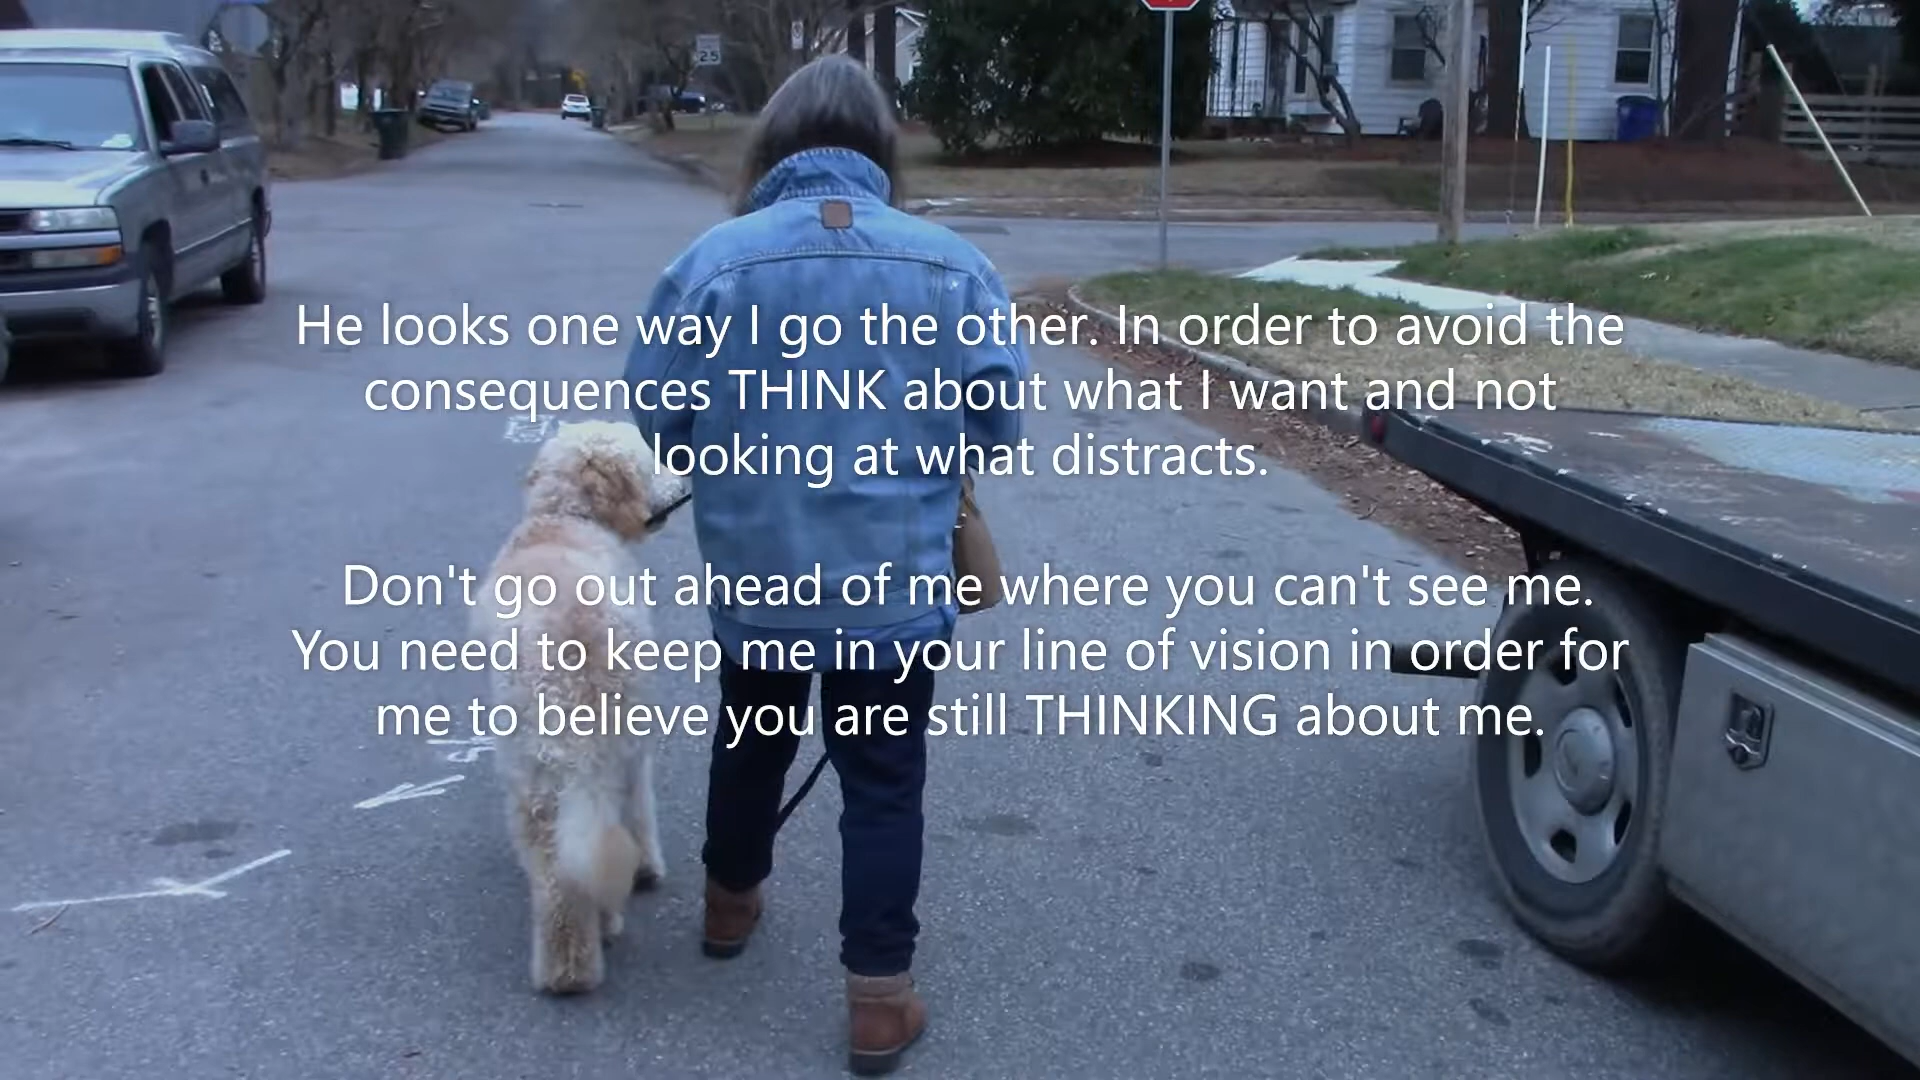 25
He looks one way I go the other. In order to avoid the
consequences THINK about what I want and not
looking at what distracts.
Don't go out ahead of me where you can't see me.
You need to keep me in your line of vision in order for
me to believe you are still THINKING about me.